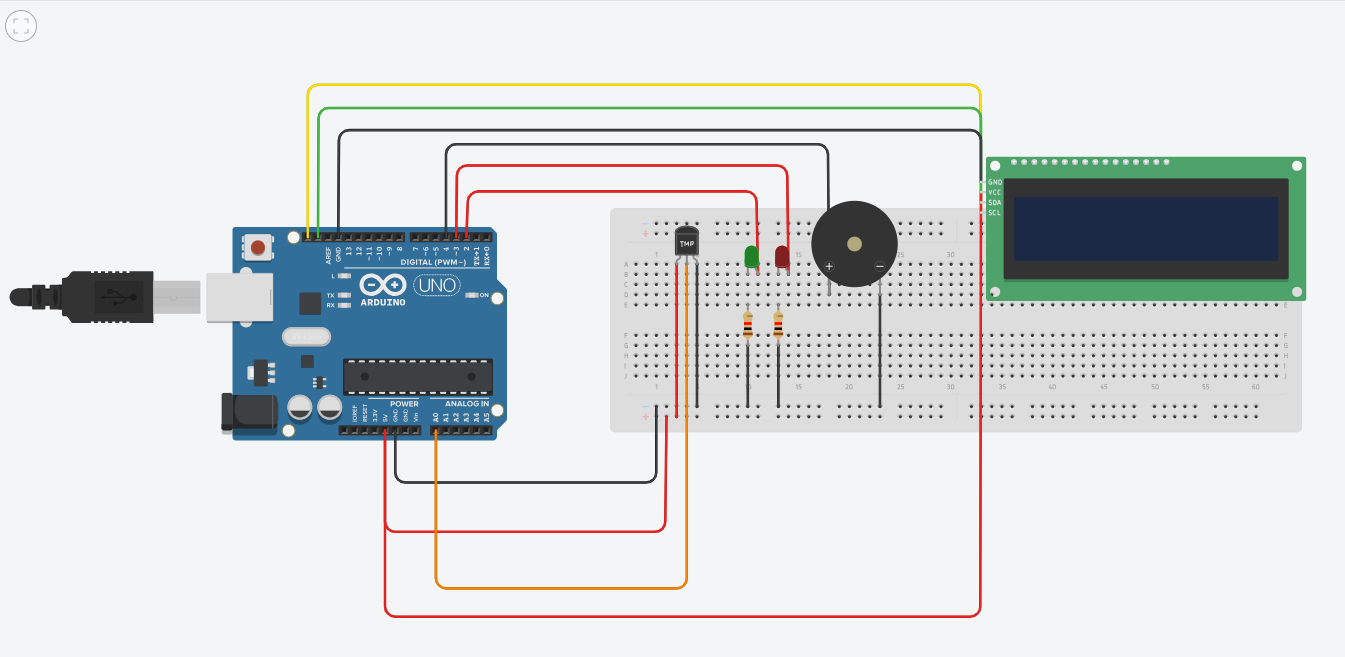 GND
VCC
SDA
SCL
TMP
+
−
AREF
GND
13
12
~11
~10
~9
8
7
~6
~5
4
~3
2
TX→1
RX←0
DIGITAL (PWM~)
L
TX
RX
ARDUINO
UNO
ON
POWER
ANALOG IN
IOREF
RESET
3.3V
5V
GND
GND
Vin
A0
A1
A2
A3
A4
A5
1
25
30
A
B
C
D
E
F
G
H
I
J
F
G
H
I
J
1
15
20
25
30
35
40
45
50
55
60